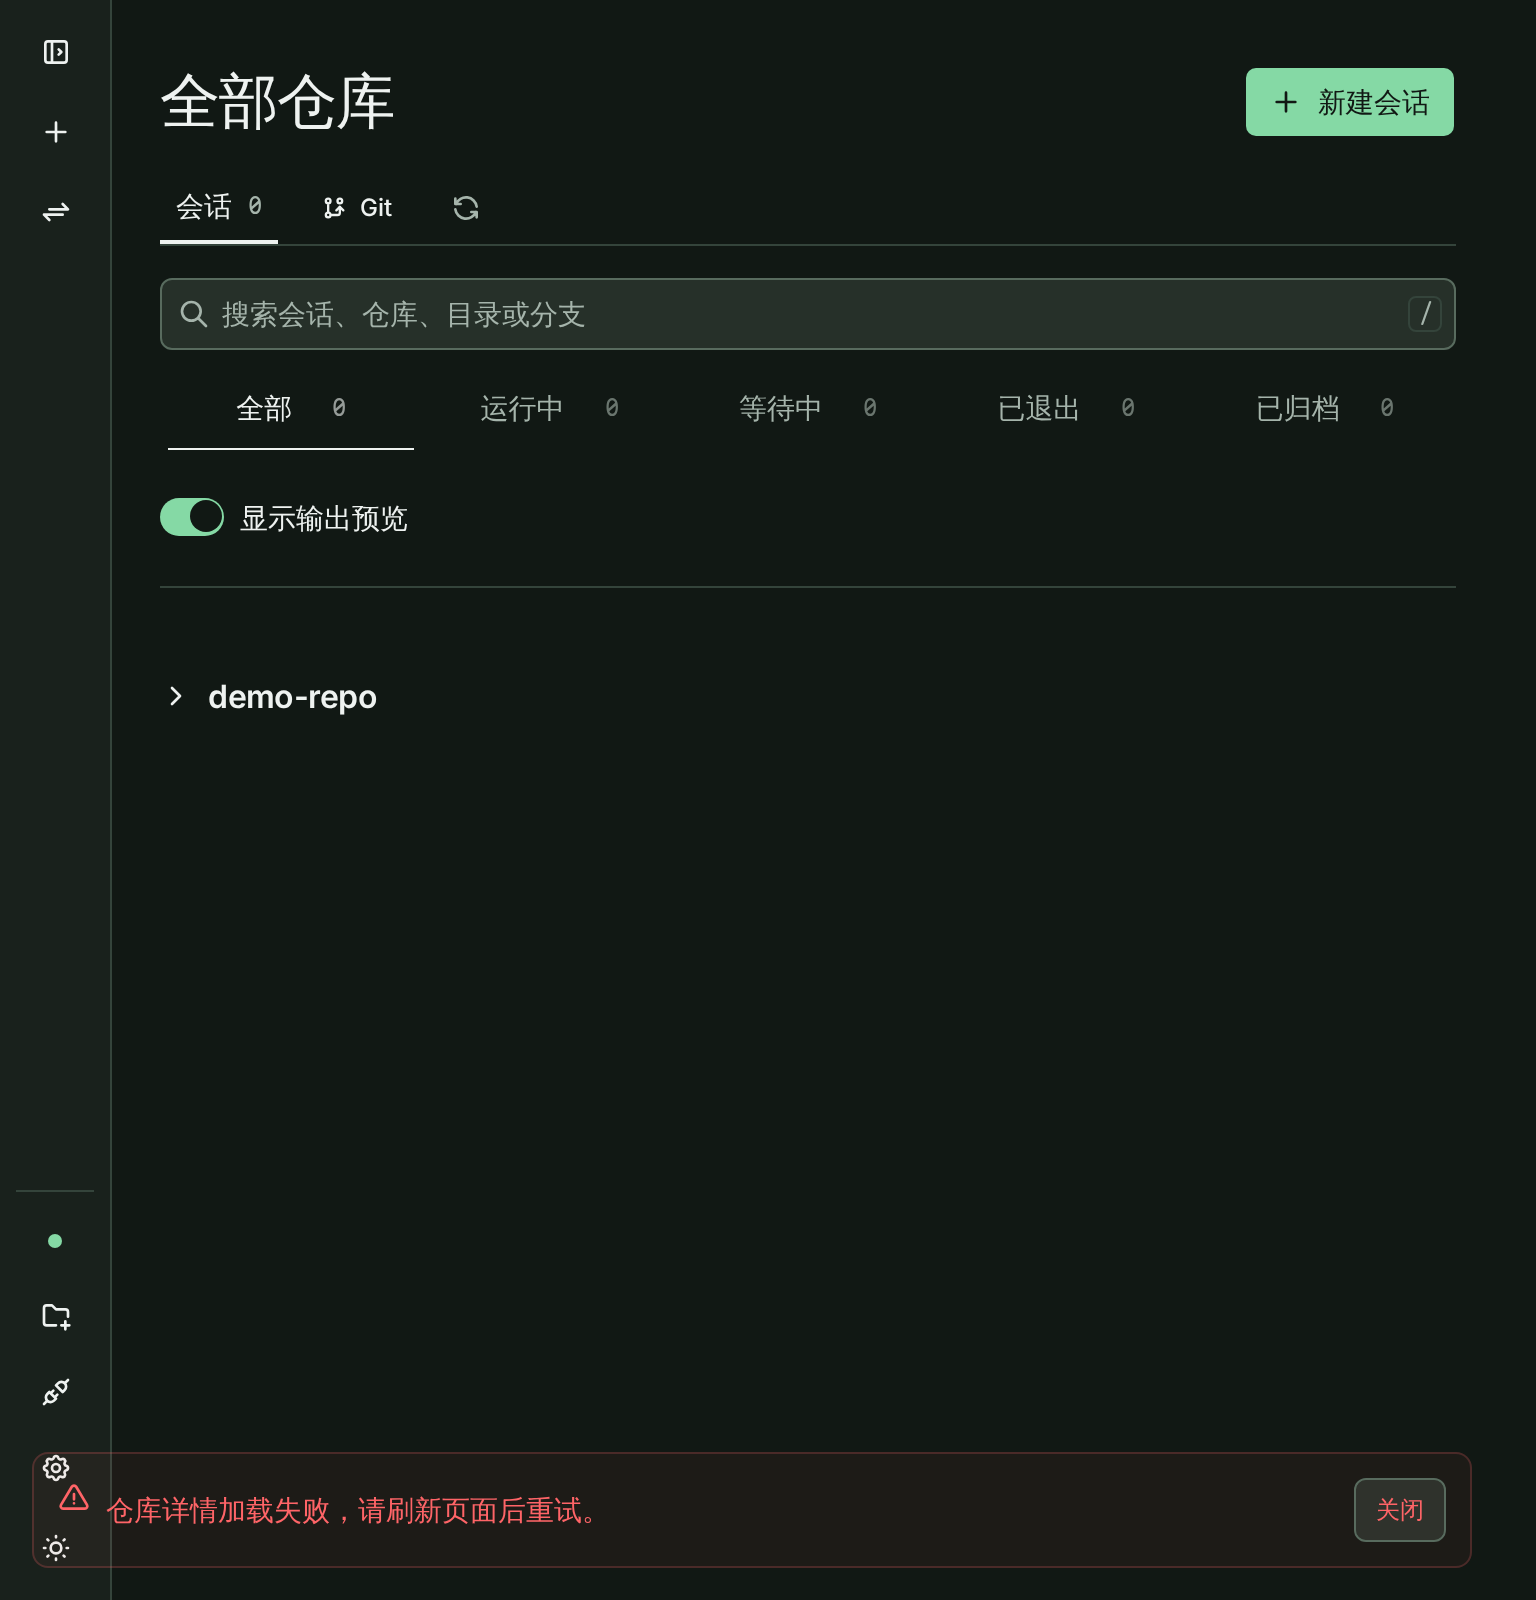 全部仓库
新建会话
会话 0
Git
搜索会话、仓库、目录或分支
/
全部 0
运行中 0
等待中 0
已退出 0
已归档 0
显示输出预览
demo-repo
仓库详情加载失败，请刷新页面后重试。
关闭